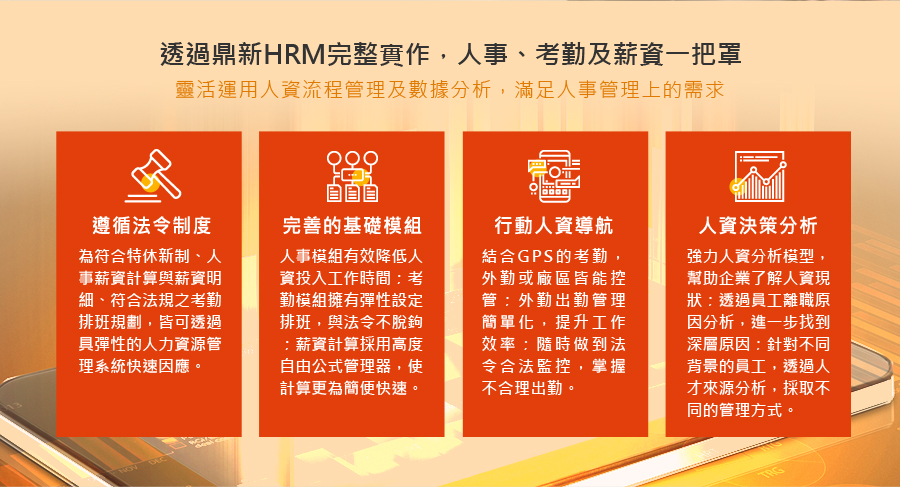 透過鼎新HRM完整實作，人事、考勤及薪資一把罩
靈活運用人資流程管理及數據分析，滿足人事管理上的需求
遵循法令制度
為符合特休新制、人
事薪資計算與薪資明
細、符合法規之考勤
排班規劃，皆可透過
具彈性的人力資源管
理系統快速因應。
完善的基礎模組
人事模組有效降低人
資投入工作時間：考
勤模組擁有彈性設定
排班，與法令不脫鉤
：薪資計算採用高度
自由公式管理器，使
計算更為簡便快速。
行動人資導航
結合GPS的考勤，
外勤或廠區皆能控
管：外勤出勤管理
簡單化，提升工作
效率：隨時做到法
令合法監控，掌握
不合理出勤。
人資決策分析
強力人資分析模型，
幫助企業了解人資現
狀：透過員工離職原
因分析，進一步找到
深層原因：針對不同
背景的員工，透過人
才來源分析，採取不
同的管理方式。
NOV DEC
TRG